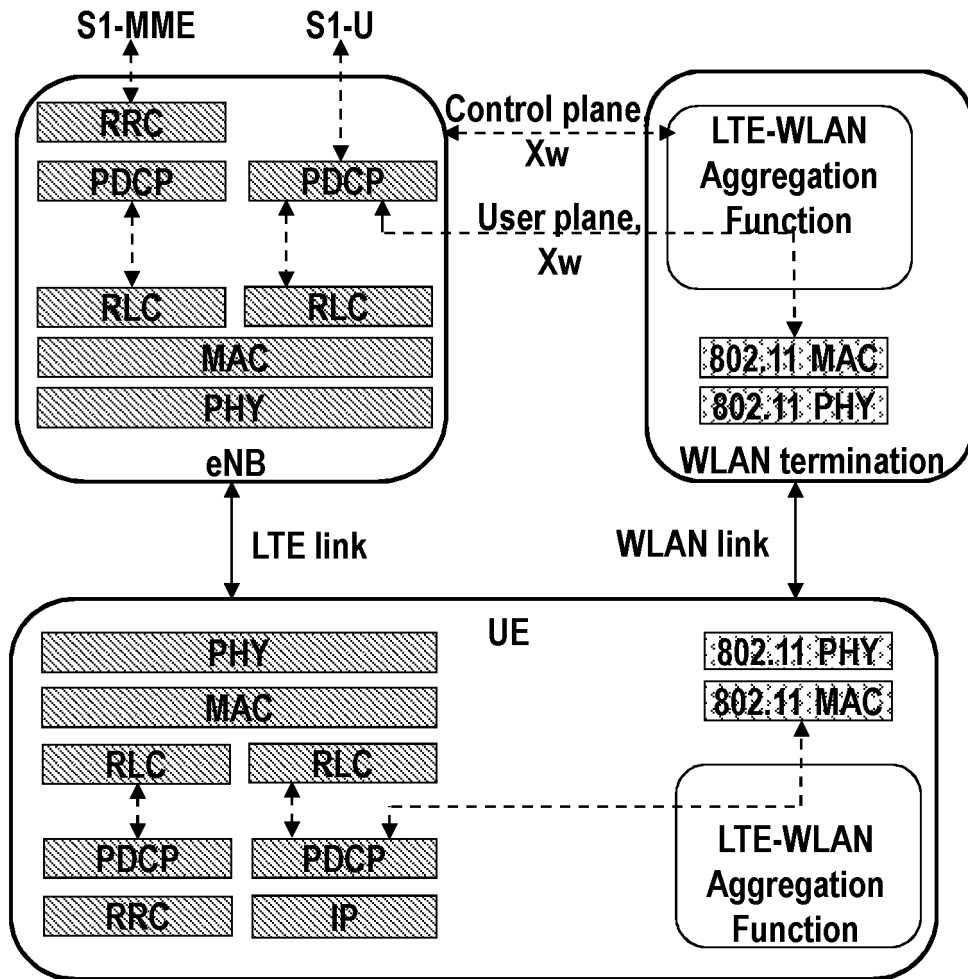 S1-MME
S1-U
RRC
PDCP
PDCP
RLC
RLC
MAC
PHY
eNB
Control plane
Xw
User plane,
Xw
LTE-WLAN
Aggregation
Function
802.11 MAC
802.11 PHY
WLAN termination
LTE link
WLAN link
UE
PHY
MAC
RLC
RLC
PDCP
PDCP
RRC
IP
802.11 PHY
802.11 MAC
LTE-WLAN
Aggregation
Function